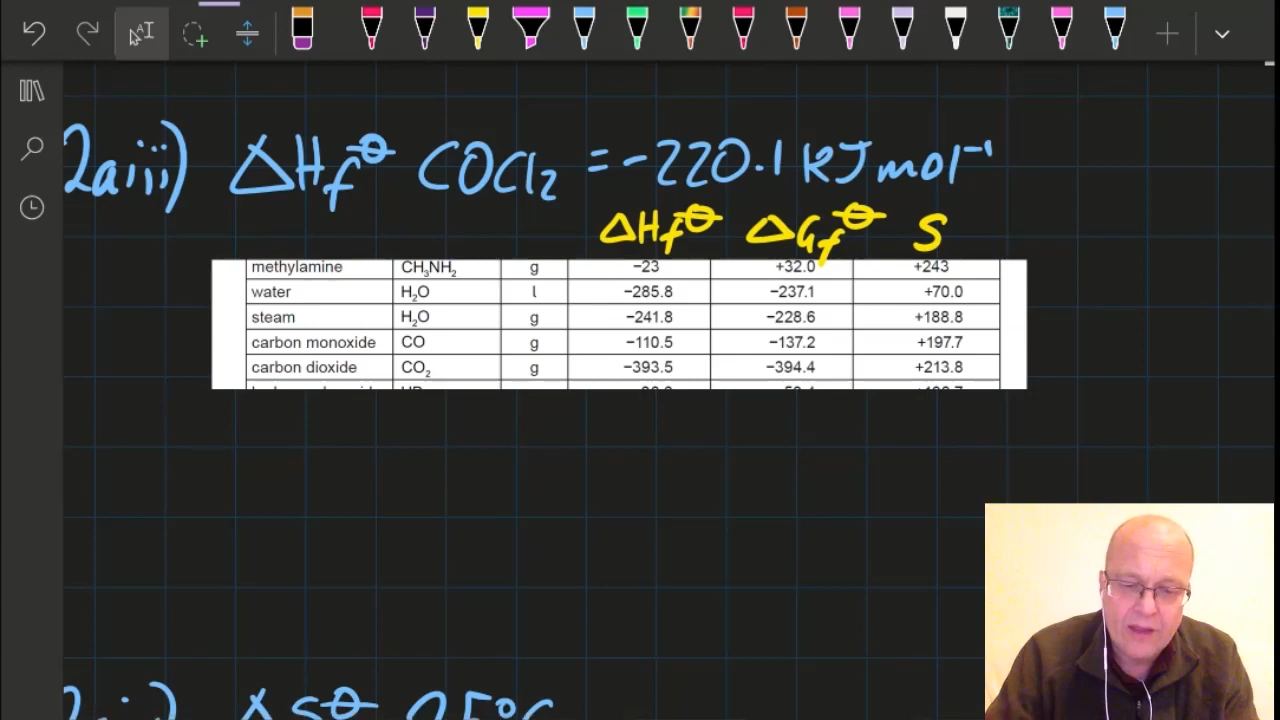 2aiii) ΔHf⦵ COCl₂ = -220.1 kJ mol⁻¹
ΔHf⦵ ΔGf⦵ S
methylamine CH₃NH₂ g −23 +32.0 +243
water H₂O l −285.8 −237.1 +70.0
steam H₂O g −241.8 −228.6 +188.8
carbon monoxide CO g −110.5 −137.2 +197.7
carbon dioxide CO₂ g −393.5 −394.4 +213.8
ΔS⦵ 25°C